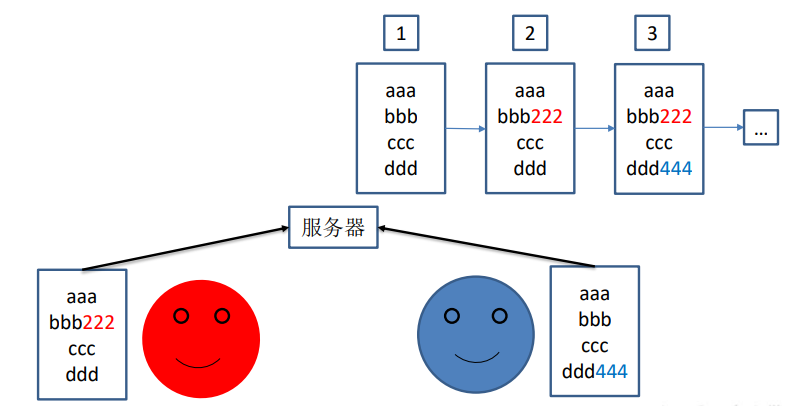 1
2
3
aaa
bbb
ccc
ddd
aaa
bbb222
ccc
ddd
aaa
bbb222
ccc
ddd444
...
服务器
aaa
bbb222
ccc
ddd
aaa
bbb
ccc
ddd444